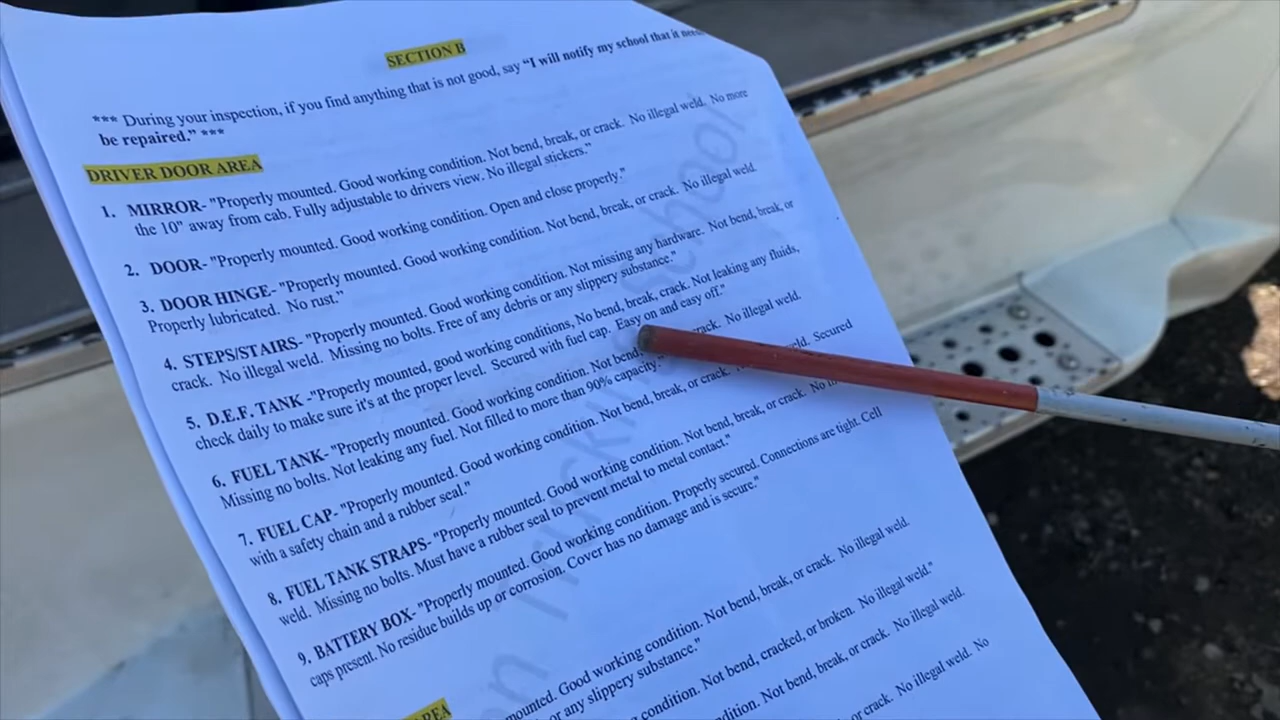 SECTION B
*** During your inspection, if you find anything that is not good, say “I will notify my school that it
be repaired.” ***
DRIVER DOOR AREA
1. MIRROR- "Properly mounted. Good working condition. Not bend, break, or crack. No illegal weld. No more
the 10" away from cab. Fully adjustable to drivers view. No illegal stickers.”
2. DOOR- "Properly mounted. Good working condition. Open and close properly.”
3. DOOR HINGE- "Properly mounted. Good working condition. Not bend, break, or crack. No illegal weld.
Properly lubricated. No rust.”
4. STEPS/STAIRS- "Properly mounted. Good working condition. Not missing any hardware. Not bend, break, or
crack. No illegal weld. Missing no bolts. Free of any debris or any slippery substance.”
5. D.E.F. TANK -"Properly mounted, good working conditions, No bend, break, crack. Not leaking any fluids,
check daily to make sure it's at the proper level. Secured with fuel cap. Easy on and easy off.”
6. FUEL TANK- "Properly mounted. Good working condition. Not bend, crack. No illegal weld.
Missing no bolts. Not leaking any fuel. Not filled to more than 90% capacity.”
7. FUEL CAP- "Properly mounted. Good working condition. Not bend, break, or crack. Secured
with a safety chain and a rubber seal.”
8. FUEL TANK STRAPS- "Properly mounted. Good working condition. Not bend, break, or crack. No
weld. Missing no bolts. Must have a rubber seal to prevent metal to metal contact.”
9. BATTERY BOX- "Properly mounted. Good working condition. Properly secured. Connections are tight. Cell
caps present. No residue builds up or corrosion. Cover has no damage and is secure.”
AREA
mounted. Good working condition. Not bend, break, or crack. No illegal weld.
or any slippery substance.”
condition. Not bend, cracked, or broken. No illegal weld.”
Not bend, break, or crack. No illegal weld.
or crack. No illegal weld. No
Trucking School